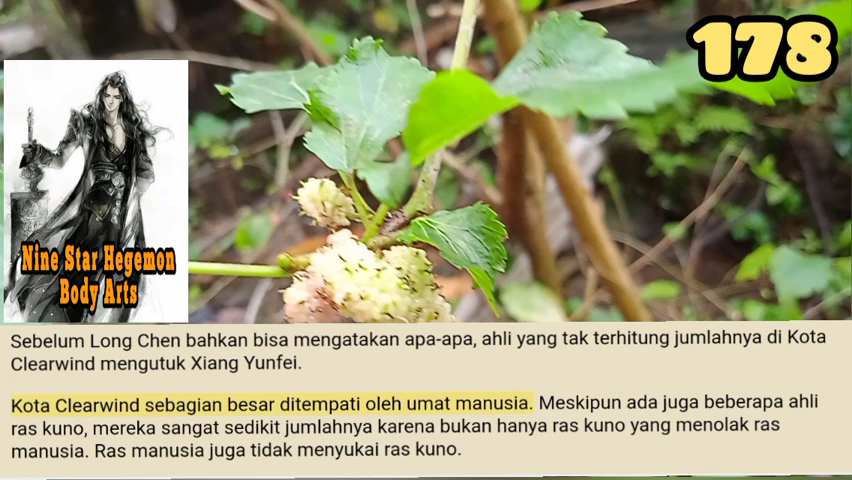 178
Nine Star Hegemon
Body Arts
Sebelum Long Chen bahkan bisa mengatakan apa-apa, ahli yang tak terhitung jumlahnya di Kota
Clearwind mengutuk Xiang Yunfei.
Kota Clearwind sebagian besar ditempati oleh umat manusia. Meskipun ada juga beberapa ahli
ras kuno, mereka sangat sedikit jumlahnya karena bukan hanya ras kuno yang menolak ras
manusia. Ras manusia juga tidak menyukai ras kuno.